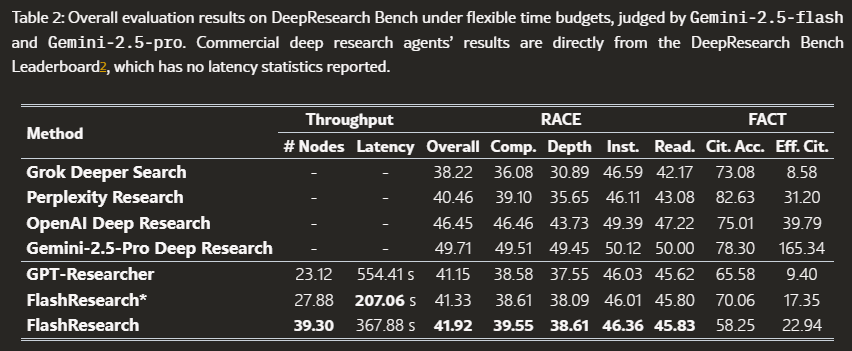 Table 2: Overall evaluation results on DeepResearch Bench under flexible time budgets, judged by Gemini-2.5-flash
and Gemini-2.5-pro. Commercial deep research agents' results are directly from the DeepResearch Bench
Leaderboard2, which has no latency statistics reported.
Method Throughput RACE FACT
# Nodes Latency Overall Comp. Depth Inst. Read. Cit. Acc. Eff. Cit.
Grok Deeper Search - - 38.22 36.08 30.89 46.59 42.17 73.08 8.58
Perplexity Research - - 40.46 39.10 35.65 46.11 43.08 82.63 31.20
OpenAI Deep Research - - 46.45 46.46 43.73 49.39 47.22 75.01 39.79
Gemini-2.5-Pro Deep Research - - 49.71 49.51 49.45 50.12 50.00 78.30 165.34
GPT-Researcher 23.12 554.41 s 41.15 38.58 37.55 46.03 45.62 65.58 9.40
FlashResearch* 27.88 207.06 s 41.33 38.61 38.09 46.01 45.80 70.06 17.35
FlashResearch 39.30 367.88 s 41.92 39.55 38.61 46.36 45.83 58.25 22.94